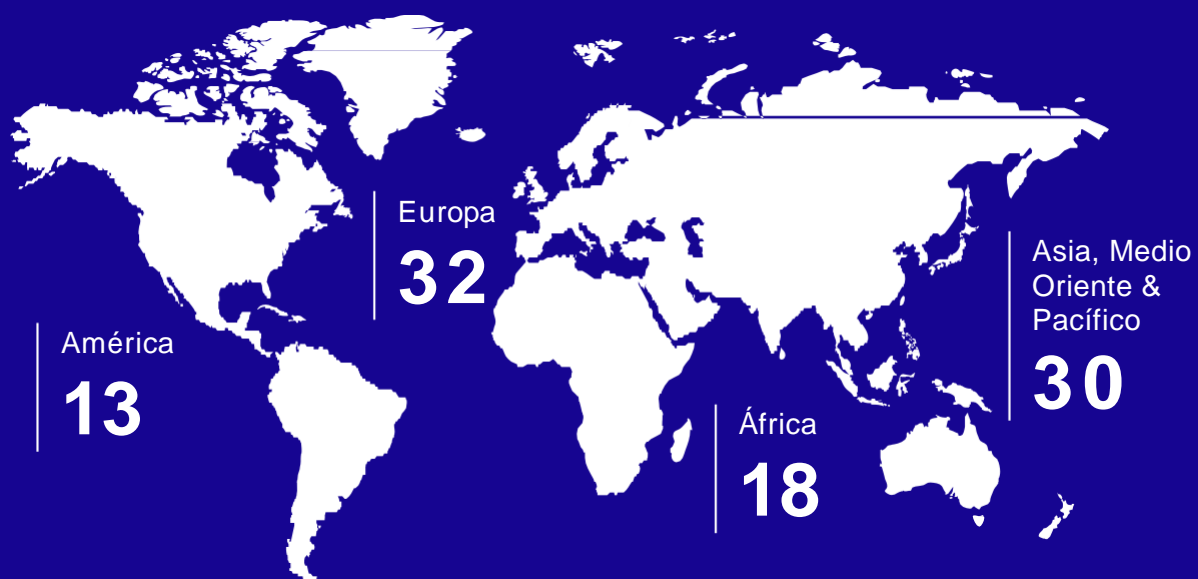 Europa
32
América
13
Asia, Medio
Oriente &
Pacífico
30
África
18